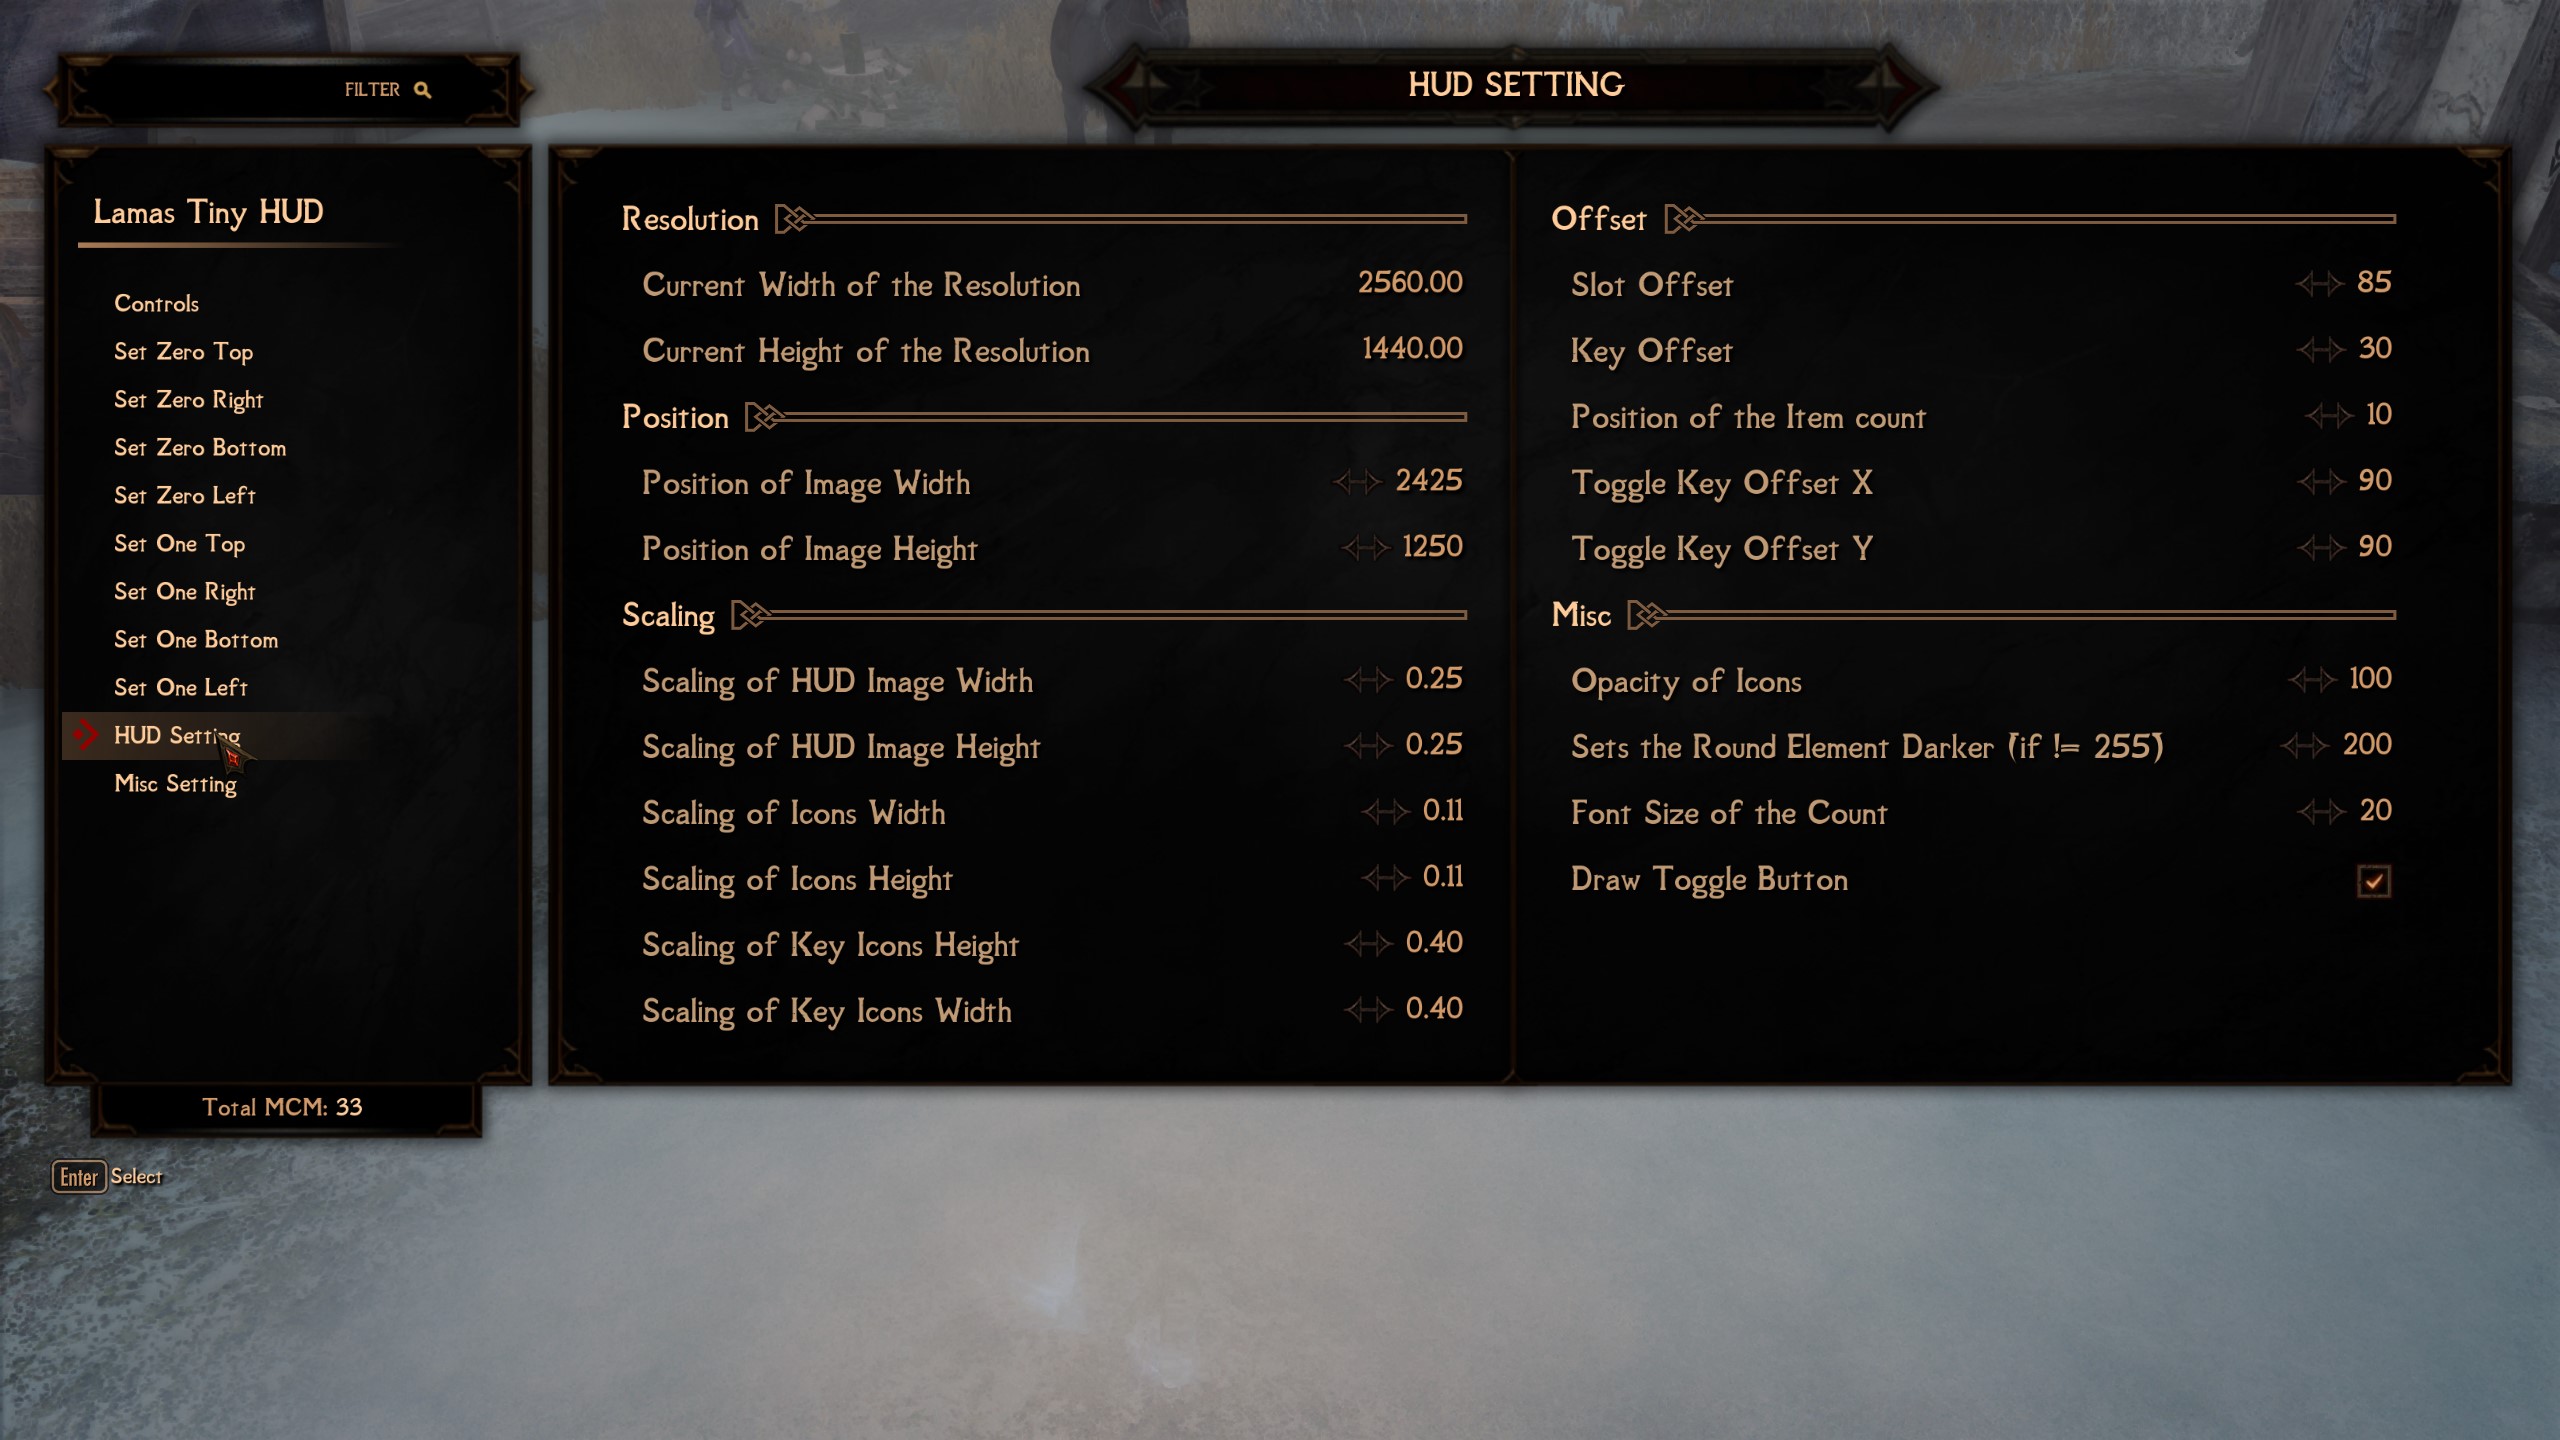 FILTER
HUD SETTING
Lamas Tiny HUD
Controls
Set Zero Top
Set Zero Right
Set Zero Bottom
Set Zero Left
Set One Top
Set One Right
Set One Bottom
Set One Left
HUD Setting
Misc Setting
Total MCM: 33
Enter Select
Resolution
Current Width of the Resolution 2560.00
Current Height of the Resolution 1440.00
Position
Position of Image Width 2425
Position of Image Height 1250
Scaling
Scaling of HUD Image Width 0.25
Scaling of HUD Image Height 0.25
Scaling of Icons Width 0.11
Scaling of Icons Height 0.11
Scaling of Key Icons Height 0.40
Scaling of Key Icons Width 0.40
Offset
Slot Offset 85
Key Offset 30
Position of the Item count 10
Toggle Key Offset X 90
Toggle Key Offset Y 90
Misc
Opacity of Icons 100
Sets the Round Element Darker (if != 255) 200
Font Size of the Count 20
Draw Toggle Button